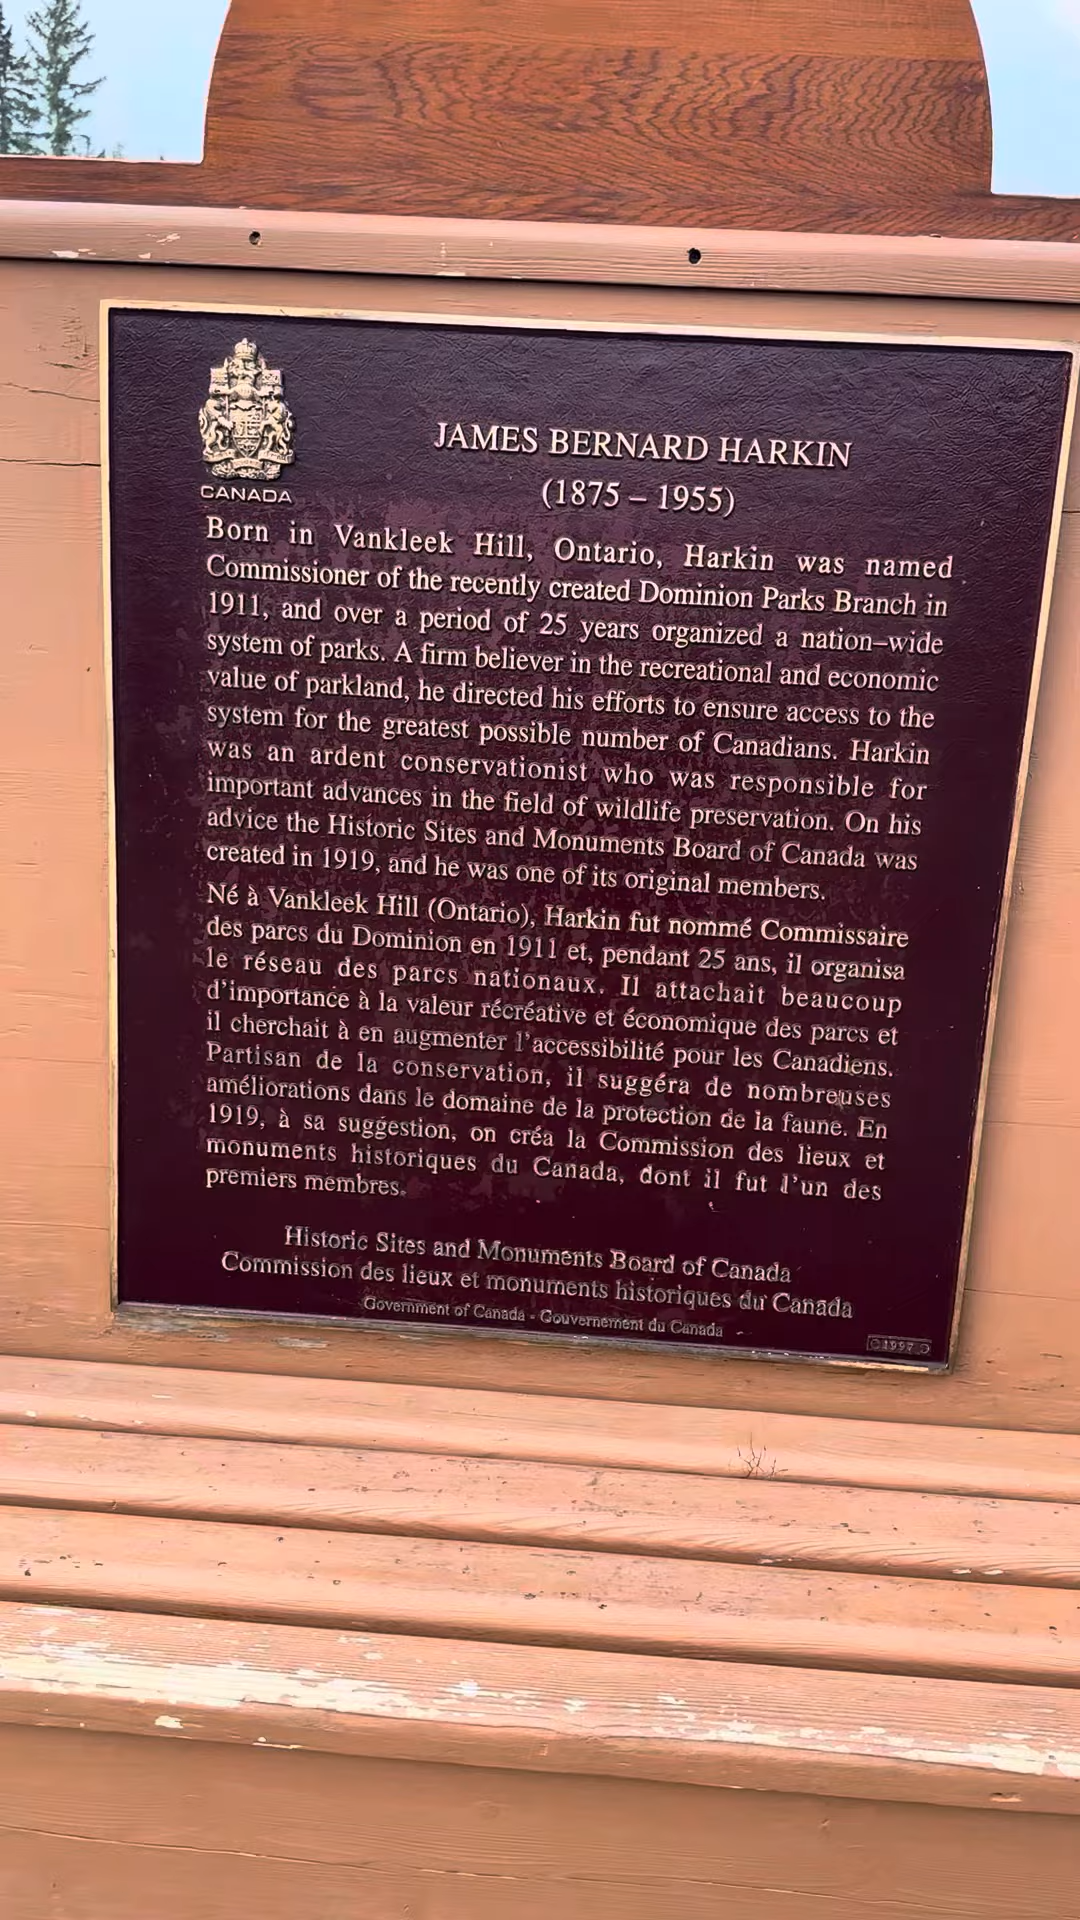 CANADA
JAMES BERNARD HARKIN
(1875 – 1955)
Born in Vankleek Hill, Ontario, Harkin was named
Commissioner of the recently created Dominion Parks Branch in
1911, and over a period of 25 years organized a nation–wide
system of parks. A firm believer in the recreational and economic
value of parkland, he directed his efforts to ensure access to the
system for the greatest possible number of Canadians. Harkin
was an ardent conservationist who was responsible for
important advances in the field of wildlife preservation. On his
advice the Historic Sites and Monuments Board of Canada was
created in 1919, and he was one of its original members.
Né à Vankleek Hill (Ontario), Harkin fut nommé Commissaire
des parcs du Dominion en 1911 et, pendant 25 ans, il organisa
le réseau des parcs nationaux. Il attachait beaucoup
d'importance à la valeur récréative et économique des parcs et
il cherchait à en augmenter l'accessibilité pour les Canadiens.
Partisan de la conservation, il suggéra de nombreuses
améliorations dans le domaine de la protection de la faune. En
1919, à sa suggestion, on créa la Commission des lieux et
monuments historiques du Canada, dont il fut l'un des
premiers membres.
Historic Sites and Monuments Board of Canada
Commission des lieux et monuments historiques du Canada
Government of Canada - Gouvernement du Canada
1997